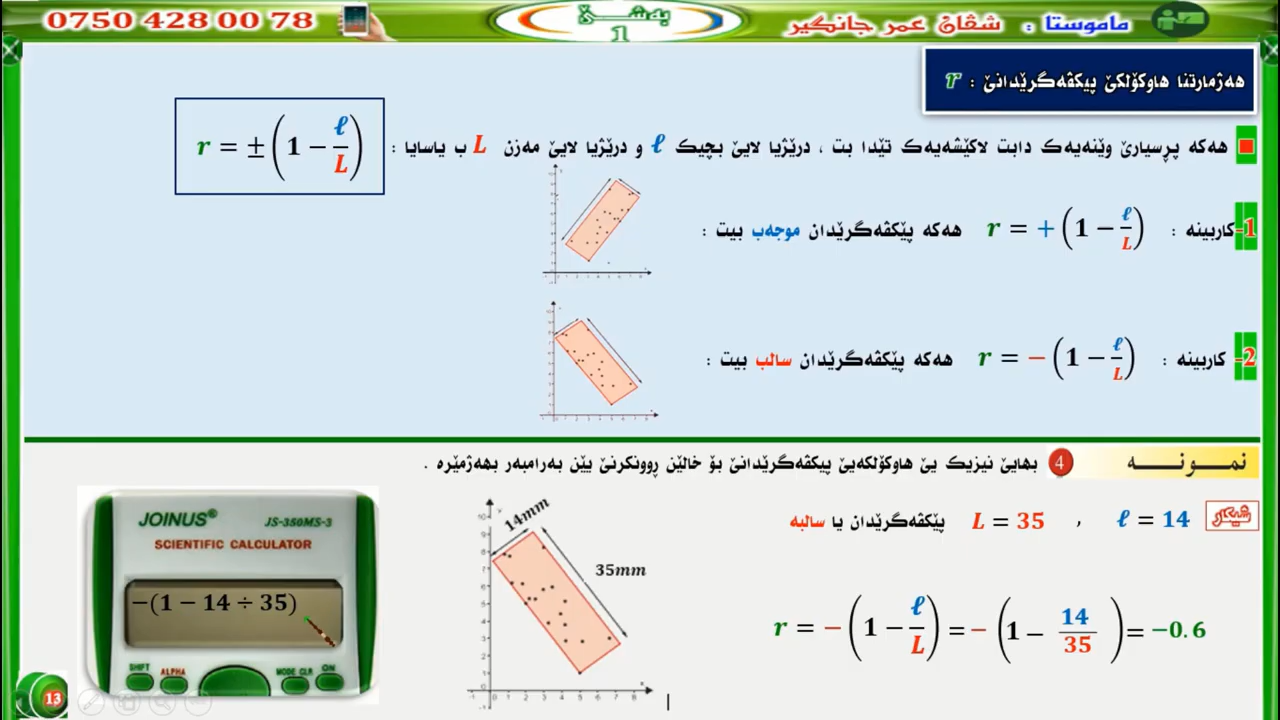 ماموستا : شڤان عمر جانگیر
بەشێ
1
0750 428 00 78
هەژمارتنا هاوکۆلکێ پیکڤەگرێدانێ : r
هەکە پرسیارێ وێنەیەک دابت لاکێشەیەک تێدا بت ، درێژیا لایێ بچیک ℓ و درێژیا لایێ مەزن L ب یاسایا : r = ±(1 − ℓ/L)
1- کاربینە : r = +(1 − ℓ/L) هەکە پێکڤەگرێدان موجەب بیت :
2- کاربینە : r = −(1 − ℓ/L) هەکە پێکڤەگرێدان سالب بیت :
نمـــونـــــه 4 بهایێ نیزیک یێ هاوکۆلکەیێ پیکڤەگرێدانێ بۆ خالێن ڕوونکرنێ یێن بەرامبەر بهەژمێرە .
شیکار ℓ = 14 , L = 35 پێکڤەگرێدان یا سالبە
r = −(1 − ℓ/L) = −(1 − 14/35) = −0.6
14mm
35mm
JOINUS® JS-350MS-3
SCIENTIFIC CALCULATOR
−(1 − 14 ÷ 35)
SHIFT ALPHA MODE CLR ON
13